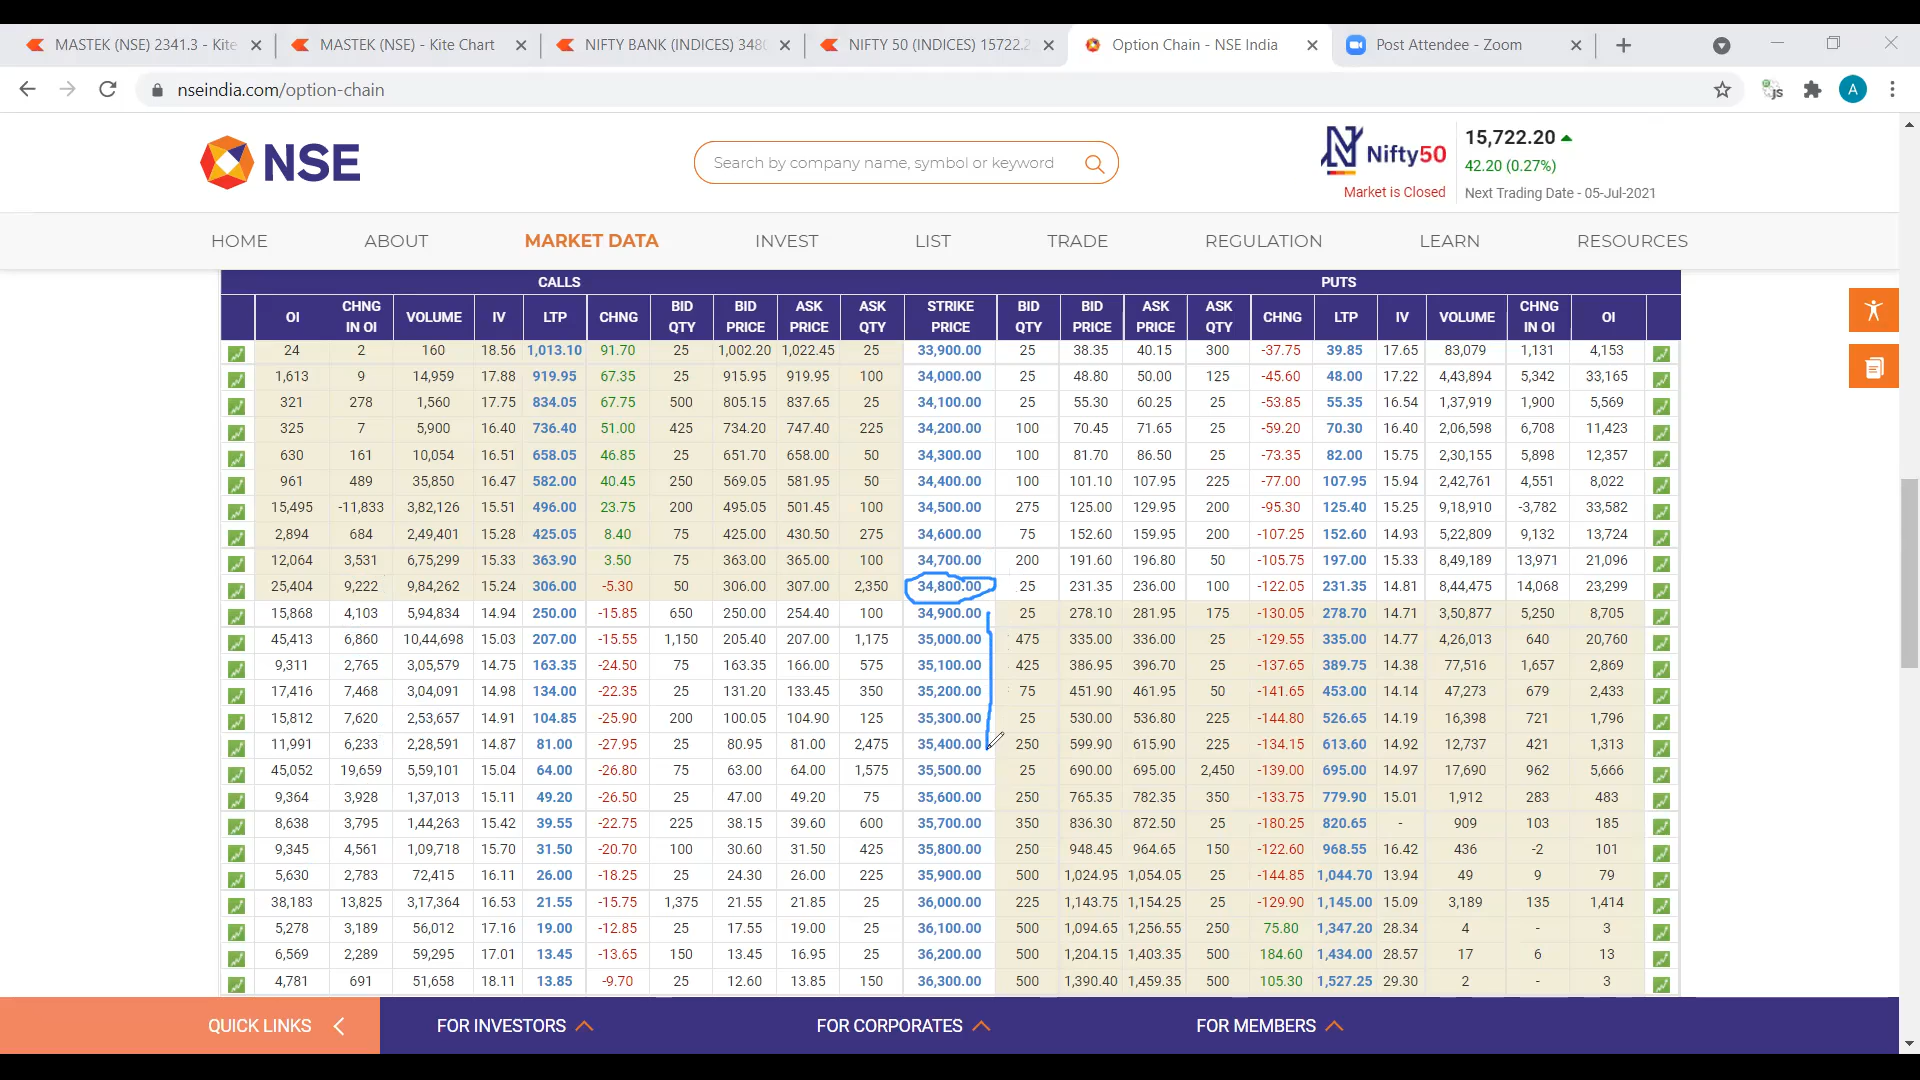 MASTEK (NSE) 2341.3 - Kite
MASTEK (NSE) - Kite Chart
NIFTY BANK (INDICES) 3480
NIFTY 50 (INDICES) 15722.2
Option Chain - NSE India
Post Attendee - Zoom
nseindia.com/option-chain
A
NSE
Search by company name, symbol or keyword
Nifty50
Market is Closed
15,722.20
42.20 (0.27%)
Next Trading Date - 05-Jul-2021
HOME ABOUT MARKET DATA INVEST LIST TRADE REGULATION LEARN RESOURCES
CALLS PUTS
OI CHNG IN OI VOLUME IV LTP CHNG BID QTY BID PRICE ASK PRICE ASK QTY STRIKE PRICE BID QTY BID PRICE ASK PRICE ASK QTY CHNG LTP IV VOLUME CHNG IN OI OI
24 2 160 18.56 1,013.10 91.70 25 1,002.20 1,022.45 25 33,900.00 25 38.35 40.15 300 -37.75 39.85 17.65 83,079 1,131 4,153
1,613 9 14,959 17.88 919.95 67.35 25 915.95 919.95 100 34,000.00 25 48.80 50.00 125 -45.60 48.00 17.22 4,43,894 5,342 33,165
321 278 1,560 17.75 834.05 67.75 500 805.15 837.65 25 34,100.00 25 55.30 60.25 25 -53.85 55.35 16.54 1,37,919 1,900 5,569
325 7 5,900 16.40 736.40 51.00 425 734.20 747.40 225 34,200.00 100 70.45 71.65 25 -59.20 70.30 16.40 2,06,598 6,708 11,423
630 161 10,054 16.51 658.05 46.85 25 651.70 658.00 50 34,300.00 100 81.70 86.50 25 -73.35 82.00 15.75 2,30,155 5,898 12,357
961 489 35,850 16.47 582.00 40.45 250 569.05 581.95 50 34,400.00 100 101.10 107.95 225 -77.00 107.95 15.94 2,42,761 4,551 8,022
15,495 -11,833 3,82,126 15.51 496.00 23.75 200 495.05 501.45 100 34,500.00 275 125.00 129.95 200 -95.30 125.40 15.25 9,18,910 -3,782 33,582
2,894 684 2,49,401 15.28 425.05 8.40 75 425.00 430.50 275 34,600.00 75 152.60 159.95 200 -107.25 152.60 14.93 5,22,809 9,132 13,724
12,064 3,531 6,75,299 15.33 363.90 3.50 75 363.00 365.00 100 34,700.00 200 191.60 196.80 50 -105.75 197.00 15.33 8,49,189 13,971 21,096
25,404 9,222 9,84,262 15.24 306.00 -5.30 50 306.00 307.00 2,350 34,800.00 25 231.35 236.00 100 -122.05 231.35 14.81 8,44,475 14,068 23,299
15,868 4,103 5,94,834 14.94 250.00 -15.85 650 250.00 254.40 100 34,900.00 25 278.10 281.95 175 -130.05 278.70 14.71 3,50,877 5,250 8,705
45,413 6,860 10,44,698 15.03 207.00 -15.55 1,150 205.40 207.00 1,175 35,000.00 475 335.00 336.00 25 -129.55 335.00 14.77 4,26,013 640 20,760
9,311 2,765 3,05,579 14.75 163.35 -24.50 75 163.35 166.00 575 35,100.00 425 386.95 396.70 25 -137.65 389.75 14.38 77,516 1,657 2,869
17,416 7,468 3,04,091 14.98 134.00 -22.35 25 131.20 133.45 350 35,200.00 75 451.90 461.95 50 -141.65 453.00 14.14 47,273 679 2,433
15,812 7,620 2,53,657 14.91 104.85 -25.90 200 100.05 104.90 125 35,300.00 25 530.00 536.80 225 -144.80 526.65 14.19 16,398 721 1,796
11,991 6,233 2,28,591 14.87 81.00 -27.95 25 80.95 81.00 2,475 35,400.00 250 599.90 615.90 225 -134.15 613.60 14.92 12,737 421 1,313
45,052 19,659 5,59,101 15.04 64.00 -26.80 75 63.00 64.00 1,575 35,500.00 25 690.00 695.00 2,450 -139.00 695.00 14.97 17,690 962 5,666
9,364 3,928 1,37,013 15.11 49.20 -26.50 25 47.00 49.20 75 35,600.00 250 765.35 782.35 350 -133.75 779.90 15.01 1,912 283 483
8,638 3,795 1,44,263 15.42 39.55 -22.75 225 38.15 39.60 600 35,700.00 350 836.30 872.50 25 -180.25 820.65 - 909 103 185
9,345 4,561 1,09,718 15.70 31.50 -20.70 100 30.60 31.50 425 35,800.00 250 948.45 964.65 150 -122.60 968.55 16.42 436 -2 101
5,630 2,783 72,415 16.11 26.00 -18.25 25 24.30 26.00 225 35,900.00 500 1,024.95 1,054.05 25 -144.85 1,044.70 13.94 49 9 79
38,183 13,825 3,17,364 16.53 21.55 -15.75 1,375 21.55 21.85 25 36,000.00 225 1,143.75 1,154.25 25 -129.90 1,145.00 15.09 3,189 135 1,414
5,278 3,189 56,012 17.16 19.00 -12.85 25 17.55 19.00 25 36,100.00 500 1,094.65 1,256.55 250 75.80 1,347.20 28.34 4 - 3
6,569 2,289 59,295 17.01 13.45 -13.65 150 13.45 16.95 25 36,200.00 500 1,204.15 1,403.35 500 184.60 1,434.00 28.57 17 6 13
4,781 691 51,658 18.11 13.85 -9.70 25 12.60 13.85 150 36,300.00 500 1,390.40 1,459.35 500 105.30 1,527.25 29.30 2 - 3
QUICK LINKS FOR INVESTORS FOR CORPORATES FOR MEMBERS